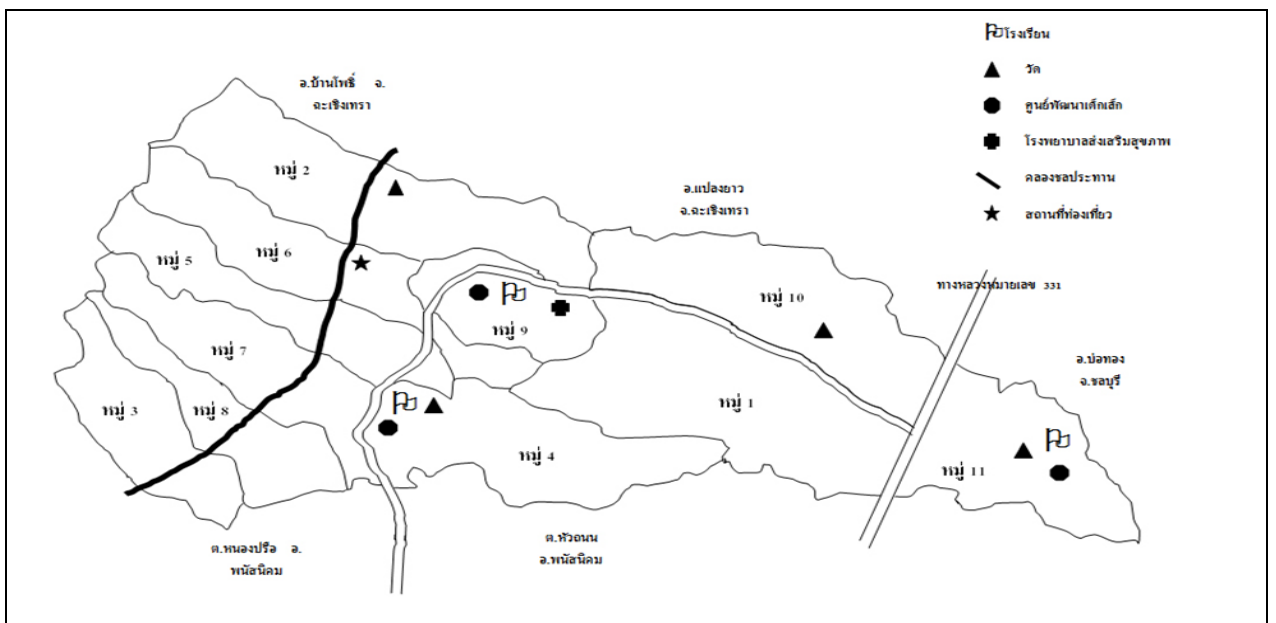 โรงเรียน
วัด
ศูนย์พัฒนาเด็กเล็ก
โรงพยาบาลส่งเสริมสุขภาพ
คลองชลประทาน
สถานที่ท่องเที่ยว
อ.บ้านโพธิ์ จ.
ฉะเชิงเทรา
หมู่ 2
อ.แปลงยาว
จ.ฉะเชิงเทรา
หมู่ 6
หมู่ 5
ทางหลวงหมายเลข 331
หมู่ 10
หมู่ 9
หมู่ 7
อ.บ่อทอง
จ.ชลบุรี
หมู่ 1
หมู่ 3
หมู่ 8
หมู่ 4
หมู่ 11
ต.หัวถนน
อ.พนัสนิคม
ต.หนองปรือ อ.
พนัสนิคม